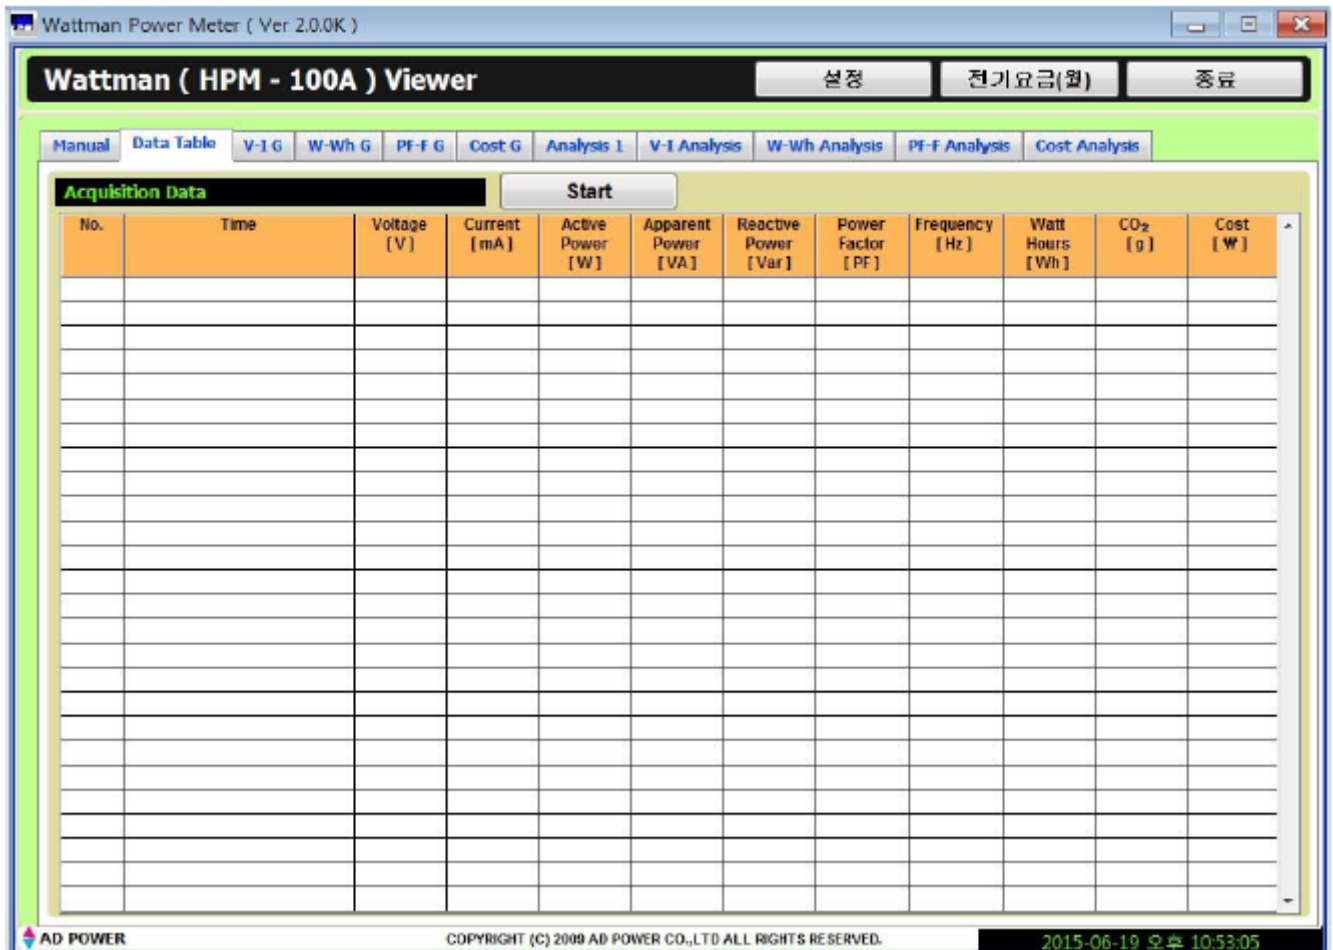 Wattman Power Meter ( Ver 2.0.0K )
Wattman ( HPM - 100A ) Viewer 설정 전기요금(월) 종료
Manual Data Table V-I G W-Wh G PF-F G Cost G Analysis 1 V-I Analysis W-Wh Analysis PF-F Analysis Cost Analysis
Acquisition Data Start
No. Time Voltage Current Active Apparent Reactive Power Frequency Watt CO₂ Cost
[V] [mA] Power Power Power Factor [Hz] Hours [g] [₩]
[W] [VA] [Var] [PF] [Wh]
AD POWER COPYRIGHT (C) 2009 AD POWER CO.,LTD ALL RIGHTS RESERVED. 2015-06-19 오후 10:53:05